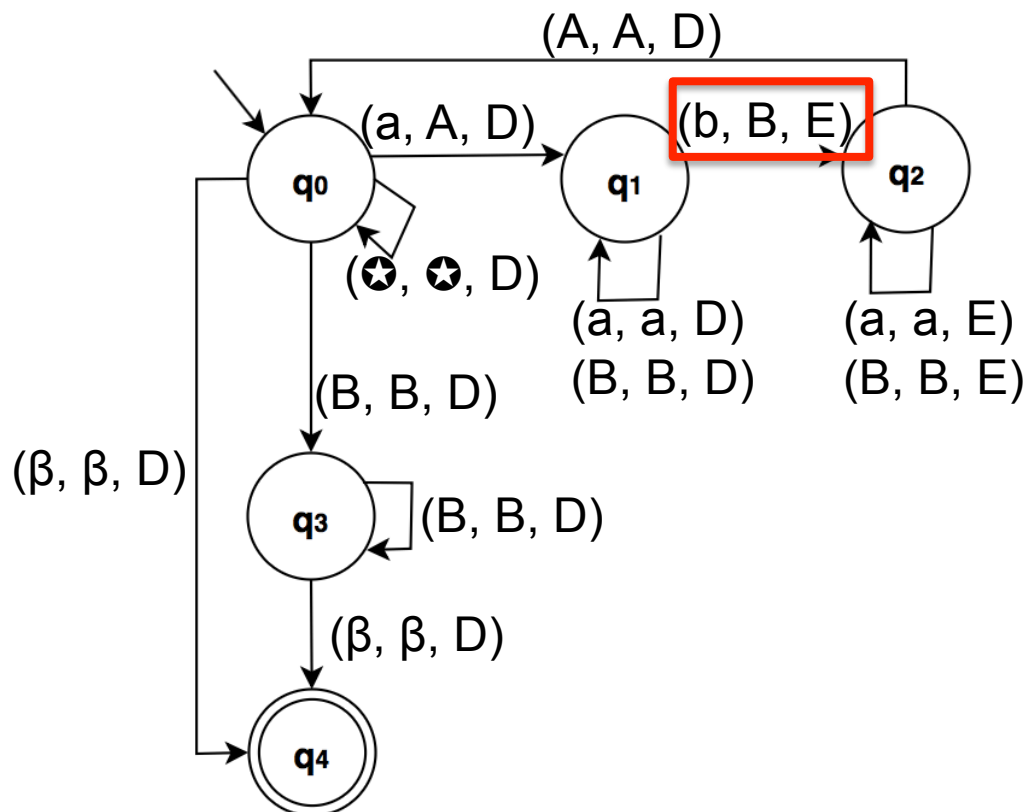 (A, A, D)
(a, A, D)
(b, B, E)
q0
q1
q2
(✪, ✪, D)
(a, a, D)
(B, B, D)
(a, a, E)
(B, B, E)
(B, B, D)
(β, β, D)
q3
(B, B, D)
(β, β, D)
q4